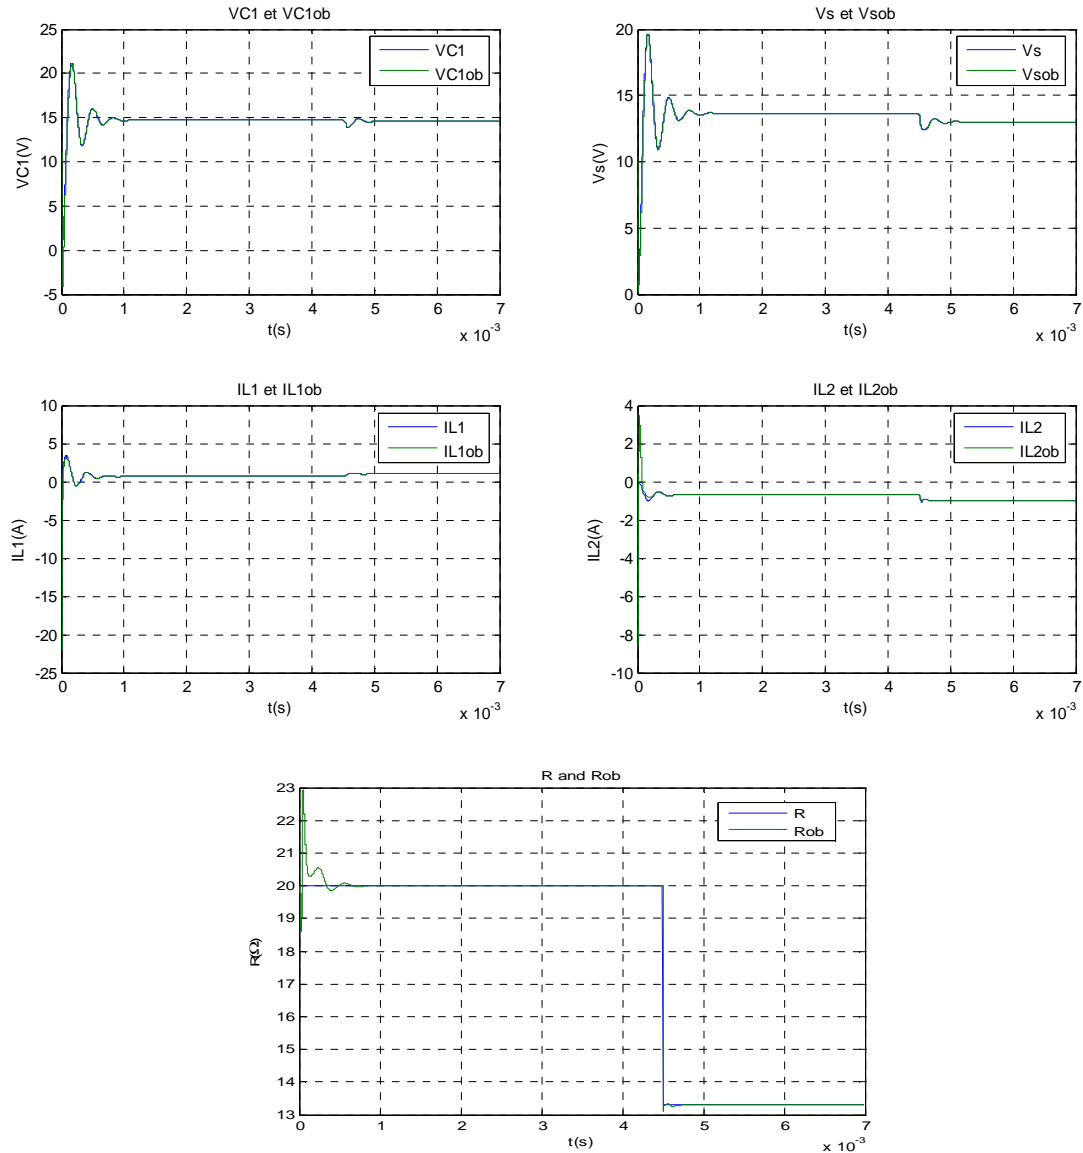 VC1 et VC1ob
25
20
15
10
5
0
-5
VC1(V)
VC1
VC1ob
0 1 2 3 4 5 6 7
t(s)
x 10-3
Vs et Vsob
20
15
10
5
0
Vs(V)
Vs
Vsob
0 1 2 3 4 5 6 7
t(s)
x 10-3
IL1 et IL1ob
10
5
0
-5
-10
-15
-20
-25
IL1(A)
IL1
IL1ob
0 1 2 3 4 5 6 7
t(s)
x 10-3
IL2 et IL2ob
4
2
0
-2
-4
-6
-8
-10
IL2(A)
IL2
IL2ob
0 1 2 3 4 5 6 7
t(s)
x 10-3
R and Rob
23
22
21
20
19
18
17
16
15
14
13
R(Ω)
R
Rob
0 1 2 3 4 5 6 7
t(s)
x 10-3